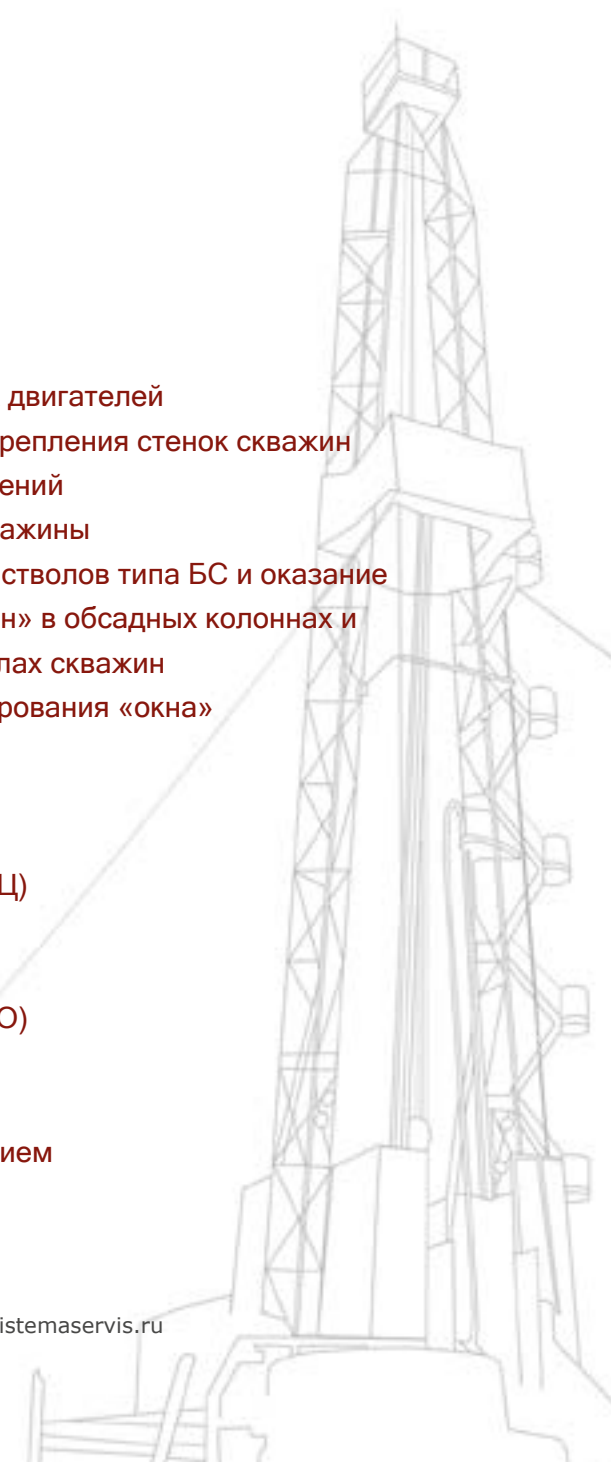 двигателей
репления стенок скважин
ений
ажины
стволов типа БС и оказание
н» в обсадных колоннах и
лах скважин
рования «окна»
Ц)
О)
ием
istemaservis.ru